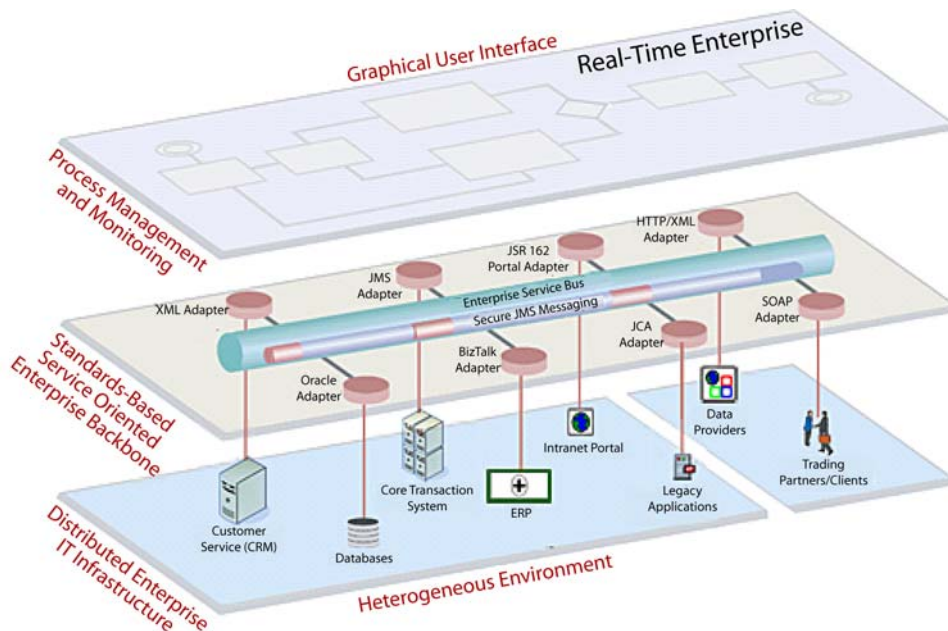 Graphical User Interface
Real-Time Enterprise
Process Management
and Monitoring
HTTP/XML
Adapter
JSR 162
Portal Adapter
JMS
Adapter
XML Adapter
Enterprise Service Bus
Secure JMS Messaging
SOAP
Adapter
JCA
Adapter
BizTalk
Adapter
Oracle
Adapter
Standards-Based
Service Oriented
Enterprise Backbone
Data
Providers
Intranet Portal
Trading
Partners/Clients
Core Transaction
System
ERP
Legacy
Applications
Customer
Service (CRM)
Databases
Distributed Enterprise
IT Infrastructure
Heterogeneous Environment